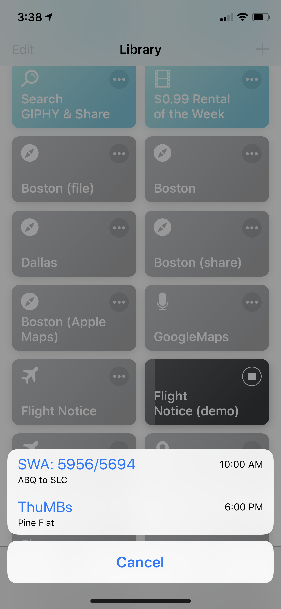 3:38
Edit
Library
Search
GIPHY & Share
$0.99 Rental
of the Week
Boston (file)
Boston
Dallas
Boston (share)
Boston (Apple
Maps)
GoogleMaps
Flight Notice
Flight
Notice (demo)
SWA: 5956/5694
10:00 AM
ABQ to SLC
ThuMBs
6:00 PM
Pine Flat
Cancel